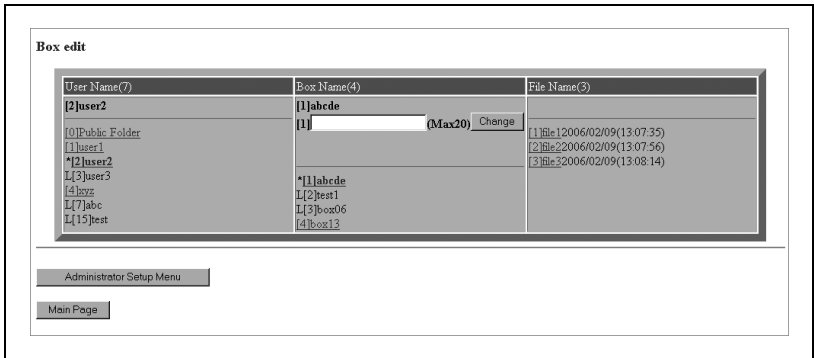 Box edit
User Name(7)
[2]user2
[0]Public Folder
[1]user1
*[2]user2
L[3]user3
[4]xyz
L[7]abc
L[15]test
Box Name(4)
[1]abcde
[1] (Max20) Change
*[1]abcde
L[2]test1
L[3]box06
[4]box13
File Name(3)
[1]file12006/02/09(13:07:35)
[2]file22006/02/09(13:07:56)
[3]file32006/02/09(13:08:14)
Administrator Setup Menu
Main Page